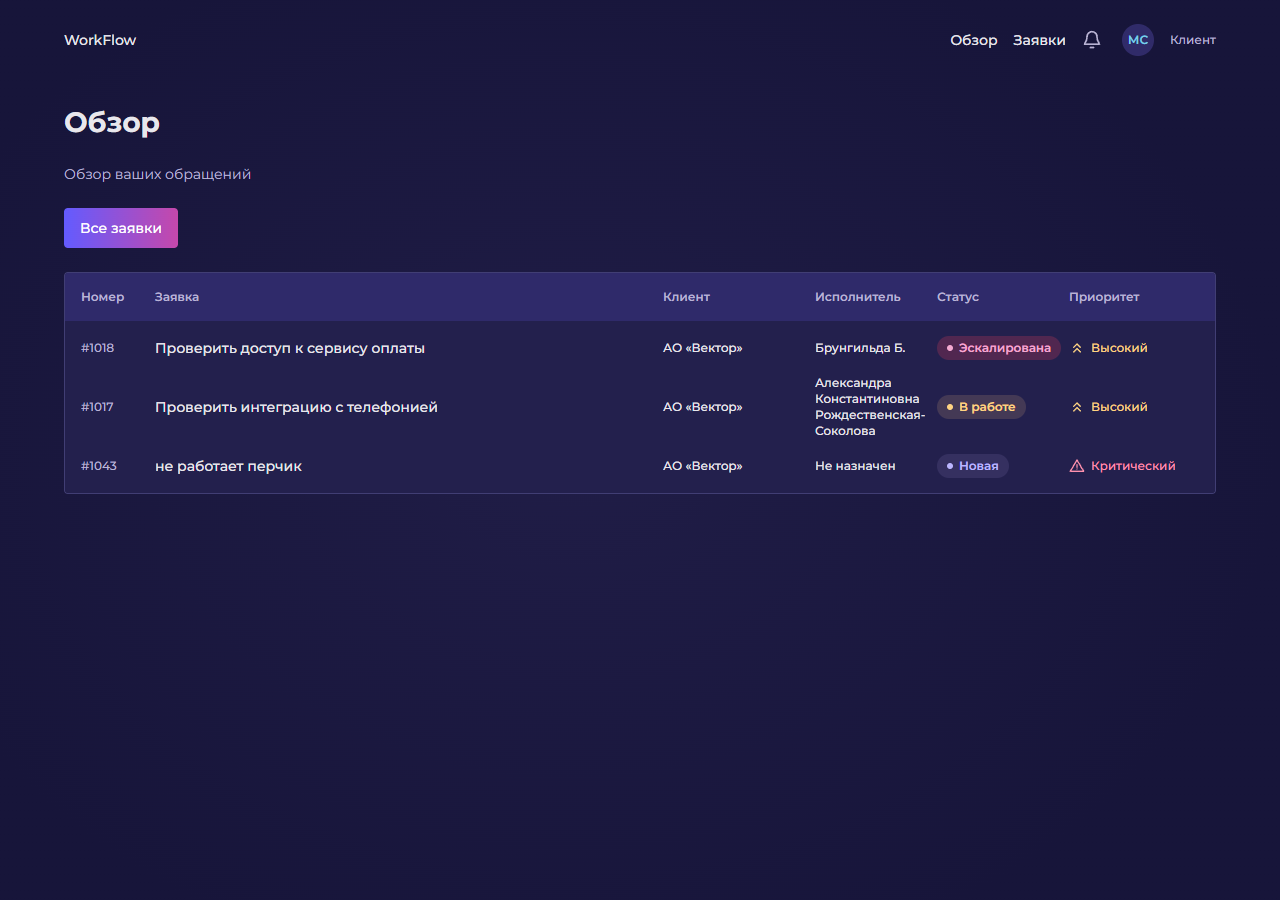 WorkFlow Обзор Заявки МС Клиент
Обзор
Обзор ваших обращений
Все заявки
Номер Заявка Клиент Исполнитель Статус Приоритет
#1018 Проверить доступ к сервису оплаты АО «Вектор» Брунгильда Б. Эскалирована Высокий
#1017 Проверить интеграцию с телефонией АО «Вектор» Александра
Константиновна
Рождественская-
Соколова В работе Высокий
#1043 не работает перчик АО «Вектор» Не назначен Новая Критический